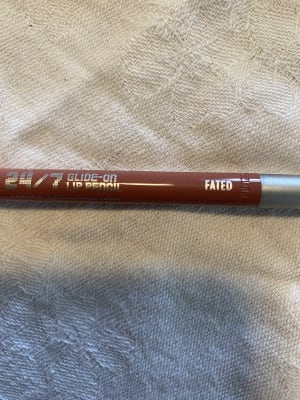 24/7 GLIDE-ON
LIP PENCIL
FATED